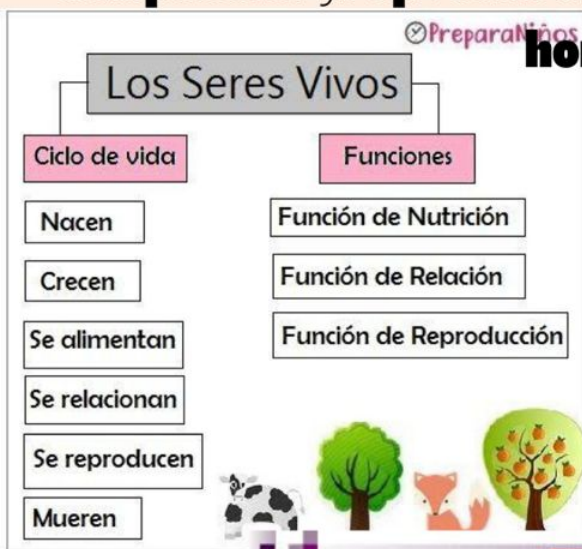 PreparaNiños
Los Seres Vivos
Ciclo de vida
Nacen
Crecen
Se alimentan
Se relacionan
Se reproducen
Mueren
Funciones
Función de Nutrición
Función de Relación
Función de Reproducción